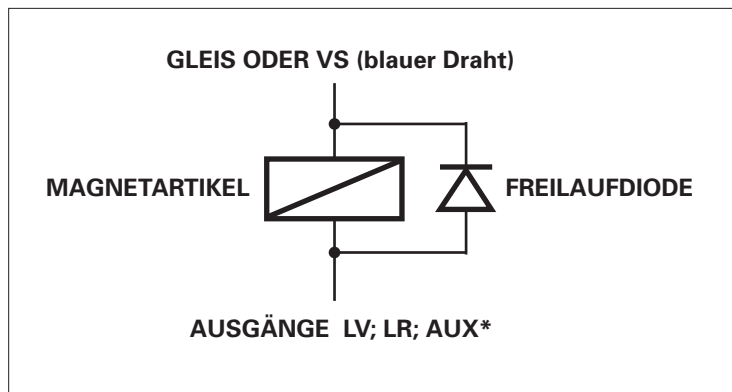 GLEIS ODER VS (blauer Draht)
MAGNETARTIKEL
FREILAUFDIODE
AUSGÄNGE LV; LR; AUX*